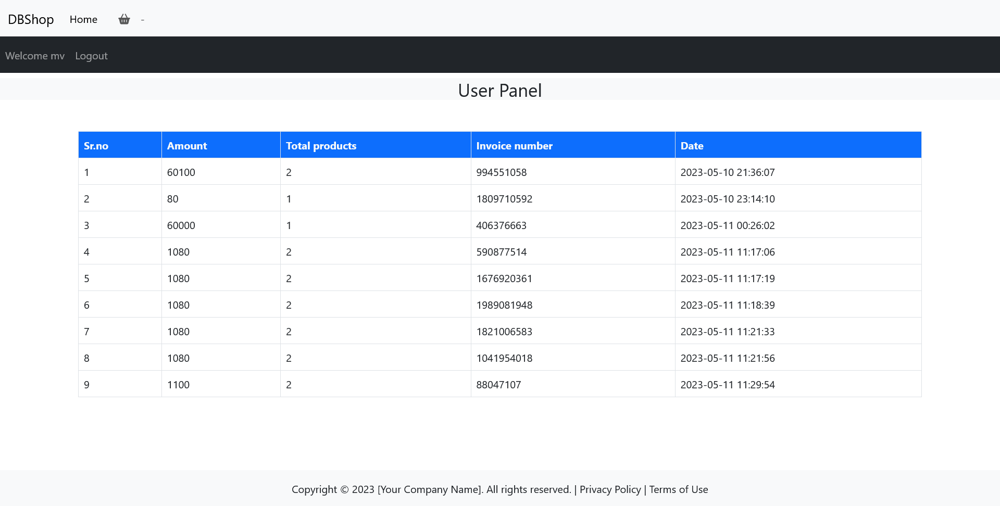 DBShop Home -
Welcome mv Logout
User Panel
Sr.no Amount Total products Invoice number Date
1 60100 2 994551058 2023-05-10 21:36:07
2 80 1 1809710592 2023-05-10 23:14:10
3 60000 1 406376663 2023-05-11 00:26:02
4 1080 2 590877514 2023-05-11 11:17:06
5 1080 2 1676920361 2023-05-11 11:17:19
6 1080 2 1989081948 2023-05-11 11:18:39
7 1080 2 1821006583 2023-05-11 11:21:33
8 1080 2 1041954018 2023-05-11 11:21:56
9 1100 2 88047107 2023-05-11 11:29:54
Copyright © 2023 [Your Company Name]. All rights reserved. | Privacy Policy | Terms of Use